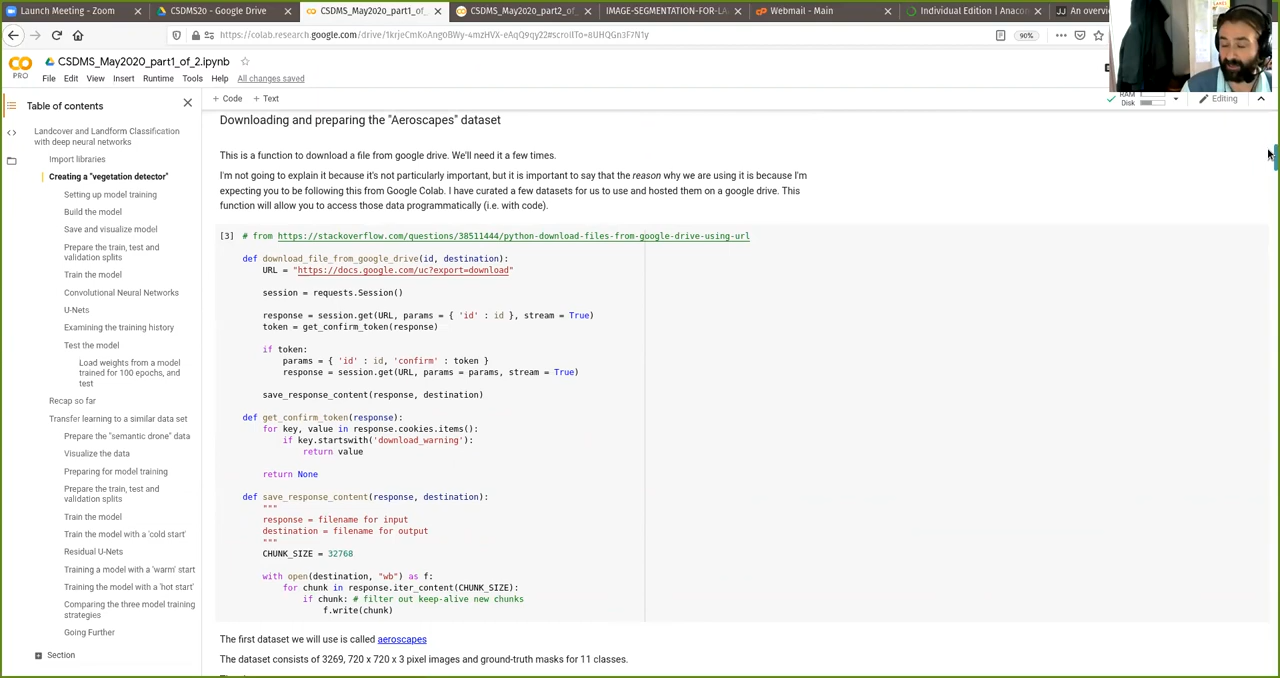 Launch Meeting - Zoom
CSDMS20 - Google Drive
CSDMS_May2020_part1_of_
CSDMS_May2020_part2_of_
IMAGE-SEGMENTATION-FOR-LA
Webmail - Main
Individual Edition | Anacon
An overvi
https://colab.research.google.com/drive/1krjeCmKoAng0BWy-4mzHVX-eAqQ9qy22#scrollTo=8UHQGn3F7N1y
90%
PRO
CSDMS_May2020_part1_of_2.ipynb
File Edit View Insert Runtime Tools Help All changes saved
Table of contents
+ Code + Text
RAM
Disk
Editing
Landcover and Landform Classification
with deep neural networks
Import libraries
Creating a "vegetation detector"
Setting up model training
Build the model
Save and visualize model
Prepare the train, test and
validation splits
Train the model
Convolutional Neural Networks
U-Nets
Examining the training history
Test the model
Load weights from a model
trained for 100 epochs, and
test
Recap so far
Transfer learning to a similar data set
Prepare the "semantic drone" data
Visualize the data
Preparing for model training
Prepare the train, test and
validation splits
Train the model
Train the model with a 'cold start'
Residual U-Nets
Training a model with a 'warm' start
Training the model with a 'hot start'
Comparing the three model training
strategies
Going Further
Section
Downloading and preparing the "Aeroscapes" dataset
This is a function to download a file from google drive. We'll need it a few times.
I'm not going to explain it because it's not particularly important, but it is important to say that the reason why we are using it is because I'm
expecting you to be following this from Google Colab. I have curated a few datasets for us to use and hosted them on a google drive. This
function will allow you to access those data programmatically (i.e. with code).
[3] # from https://stackoverflow.com/questions/38511444/python-download-files-from-google-drive-using-url
def download_file_from_google_drive(id, destination):
URL = "https://docs.google.com/uc?export=download"
session = requests.Session()
response = session.get(URL, params = { 'id' : id }, stream = True)
token = get_confirm_token(response)
if token:
params = { 'id' : id, 'confirm' : token }
response = session.get(URL, params = params, stream = True)
save_response_content(response, destination)
def get_confirm_token(response):
for key, value in response.cookies.items():
if key.startswith('download_warning'):
return value
return None
def save_response_content(response, destination):
"""
response = filename for input
destination = filename for output
"""
CHUNK_SIZE = 32768
with open(destination, "wb") as f:
for chunk in response.iter_content(CHUNK_SIZE):
if chunk: # filter out keep-alive new chunks
f.write(chunk)
The first dataset we will use is called aeroscapes
The dataset consists of 3269, 720 x 720 x 3 pixel images and ground-truth masks for 11 classes.